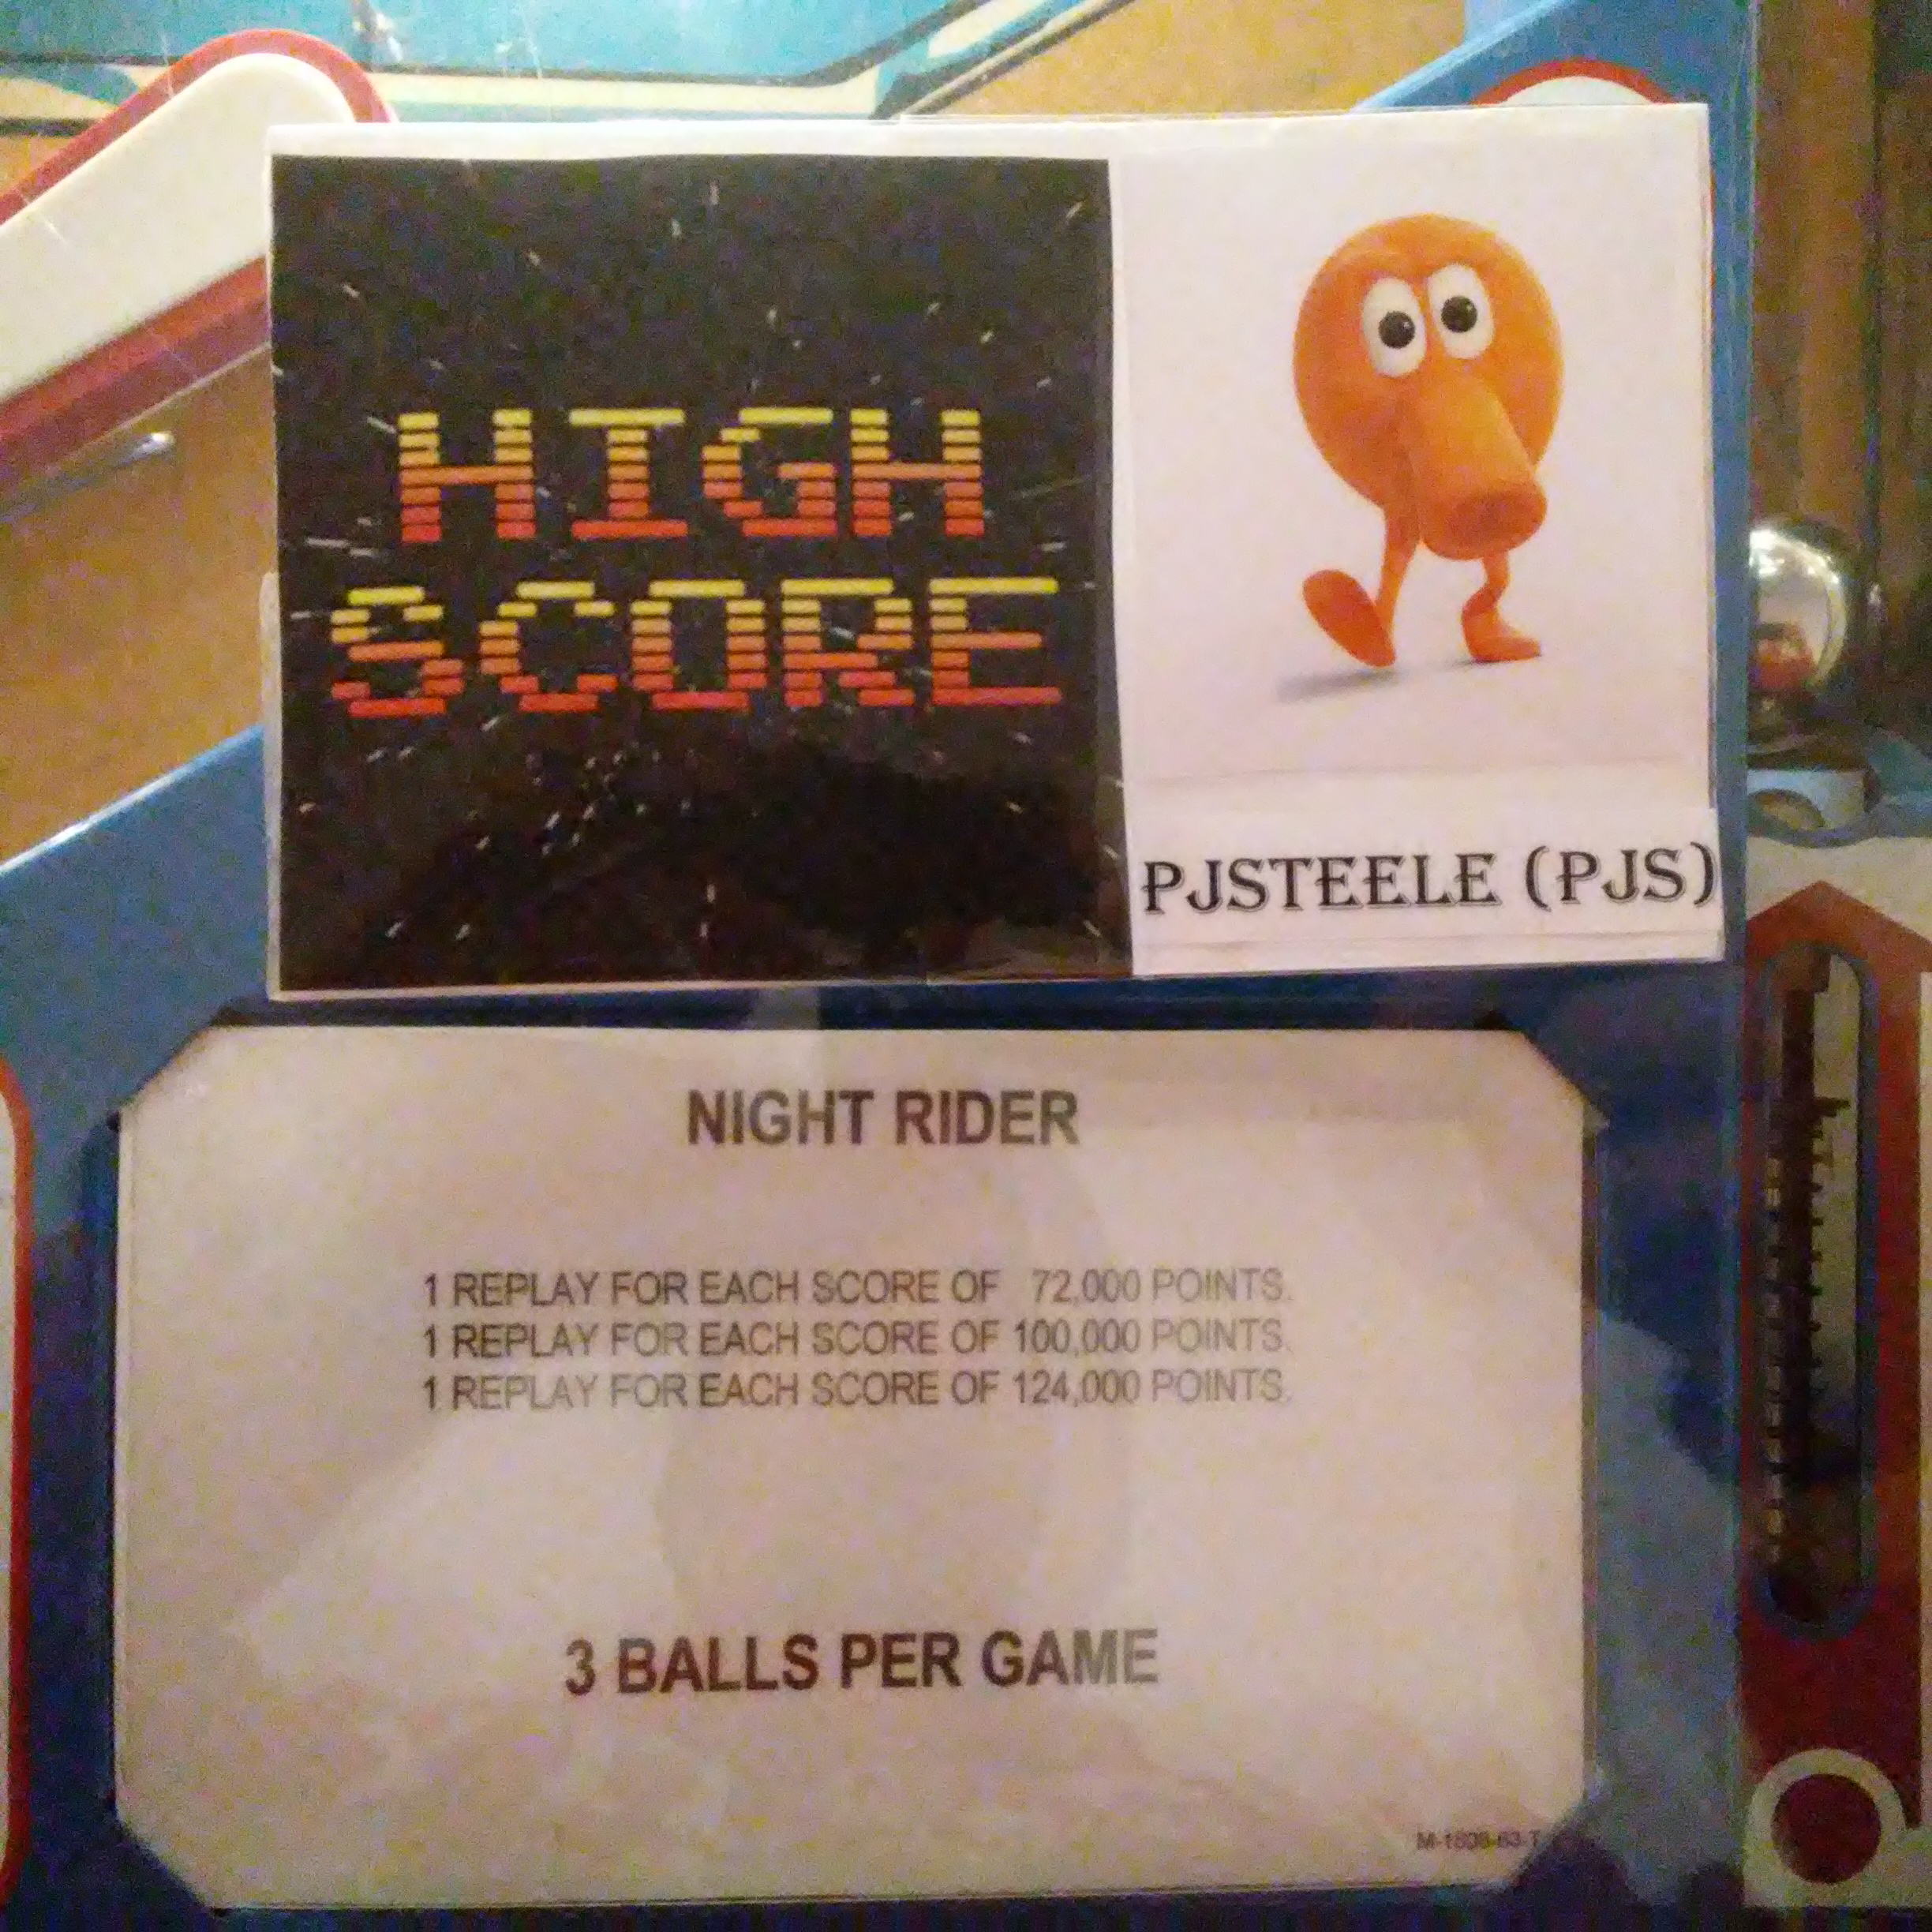 HIGH
SCORE
PJSTEELE (PJS)
NIGHT RIDER
1 REPLAY FOR EACH SCORE OF 72,000 POINTS.
1 REPLAY FOR EACH SCORE OF 100,000 POINTS.
1 REPLAY FOR EACH SCORE OF 124,000 POINTS.
3 BALLS PER GAME